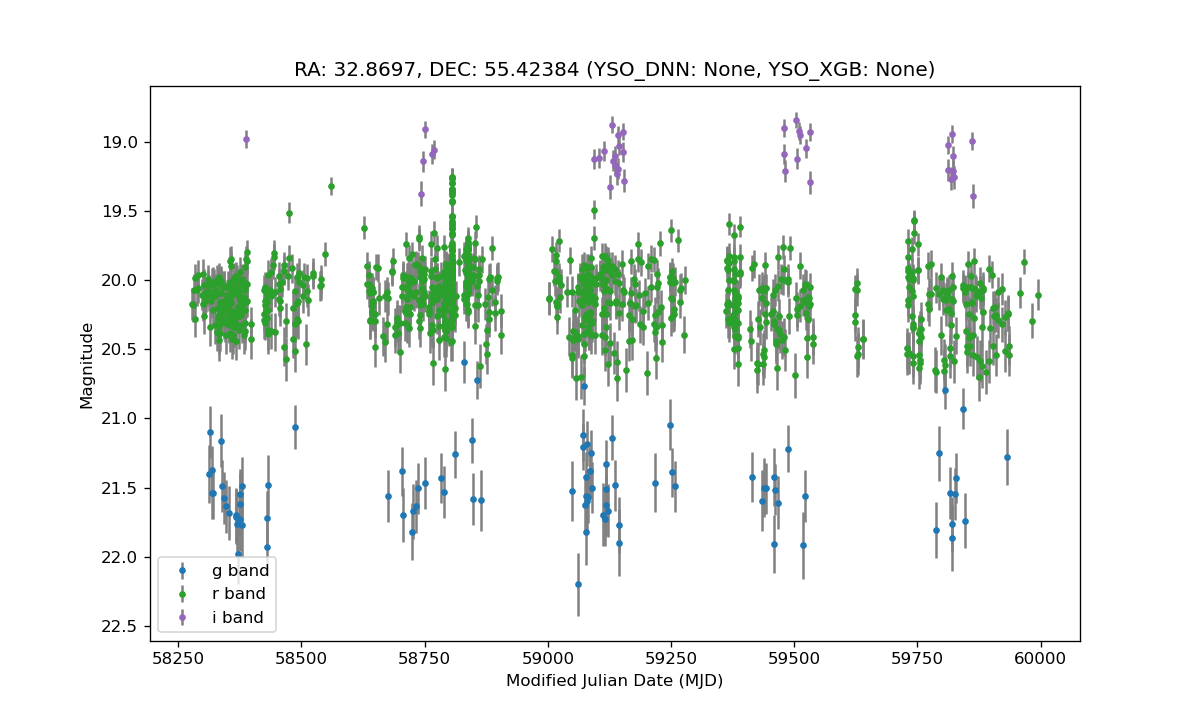 RA: 32.8697, DEC: 55.42384 (YSO_DNN: None, YSO_XGB: None)
Magnitude
19.0
19.5
20.0
20.5
21.0
21.5
22.0
22.5
g band
r band
i band
58250 58500 58750 59000 59250 59500 59750 60000
Modified Julian Date (MJD)